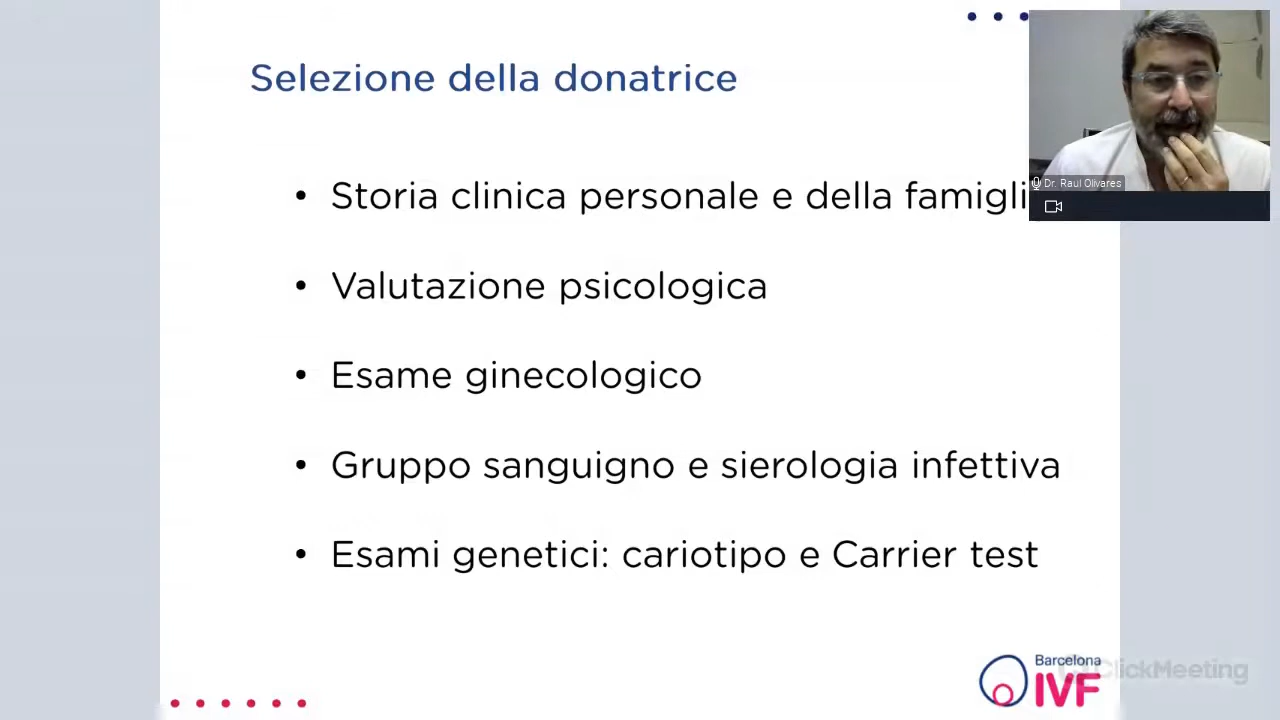 Selezione della donatrice
Dr. Raul Olivares
• Storia clinica personale e della famigli
• Valutazione psicologica
• Esame ginecologico
• Gruppo sanguigno e sierologia infettiva
• Esami genetici: cariotipo e Carrier test
Barcelona
IVF
ClickMeeting